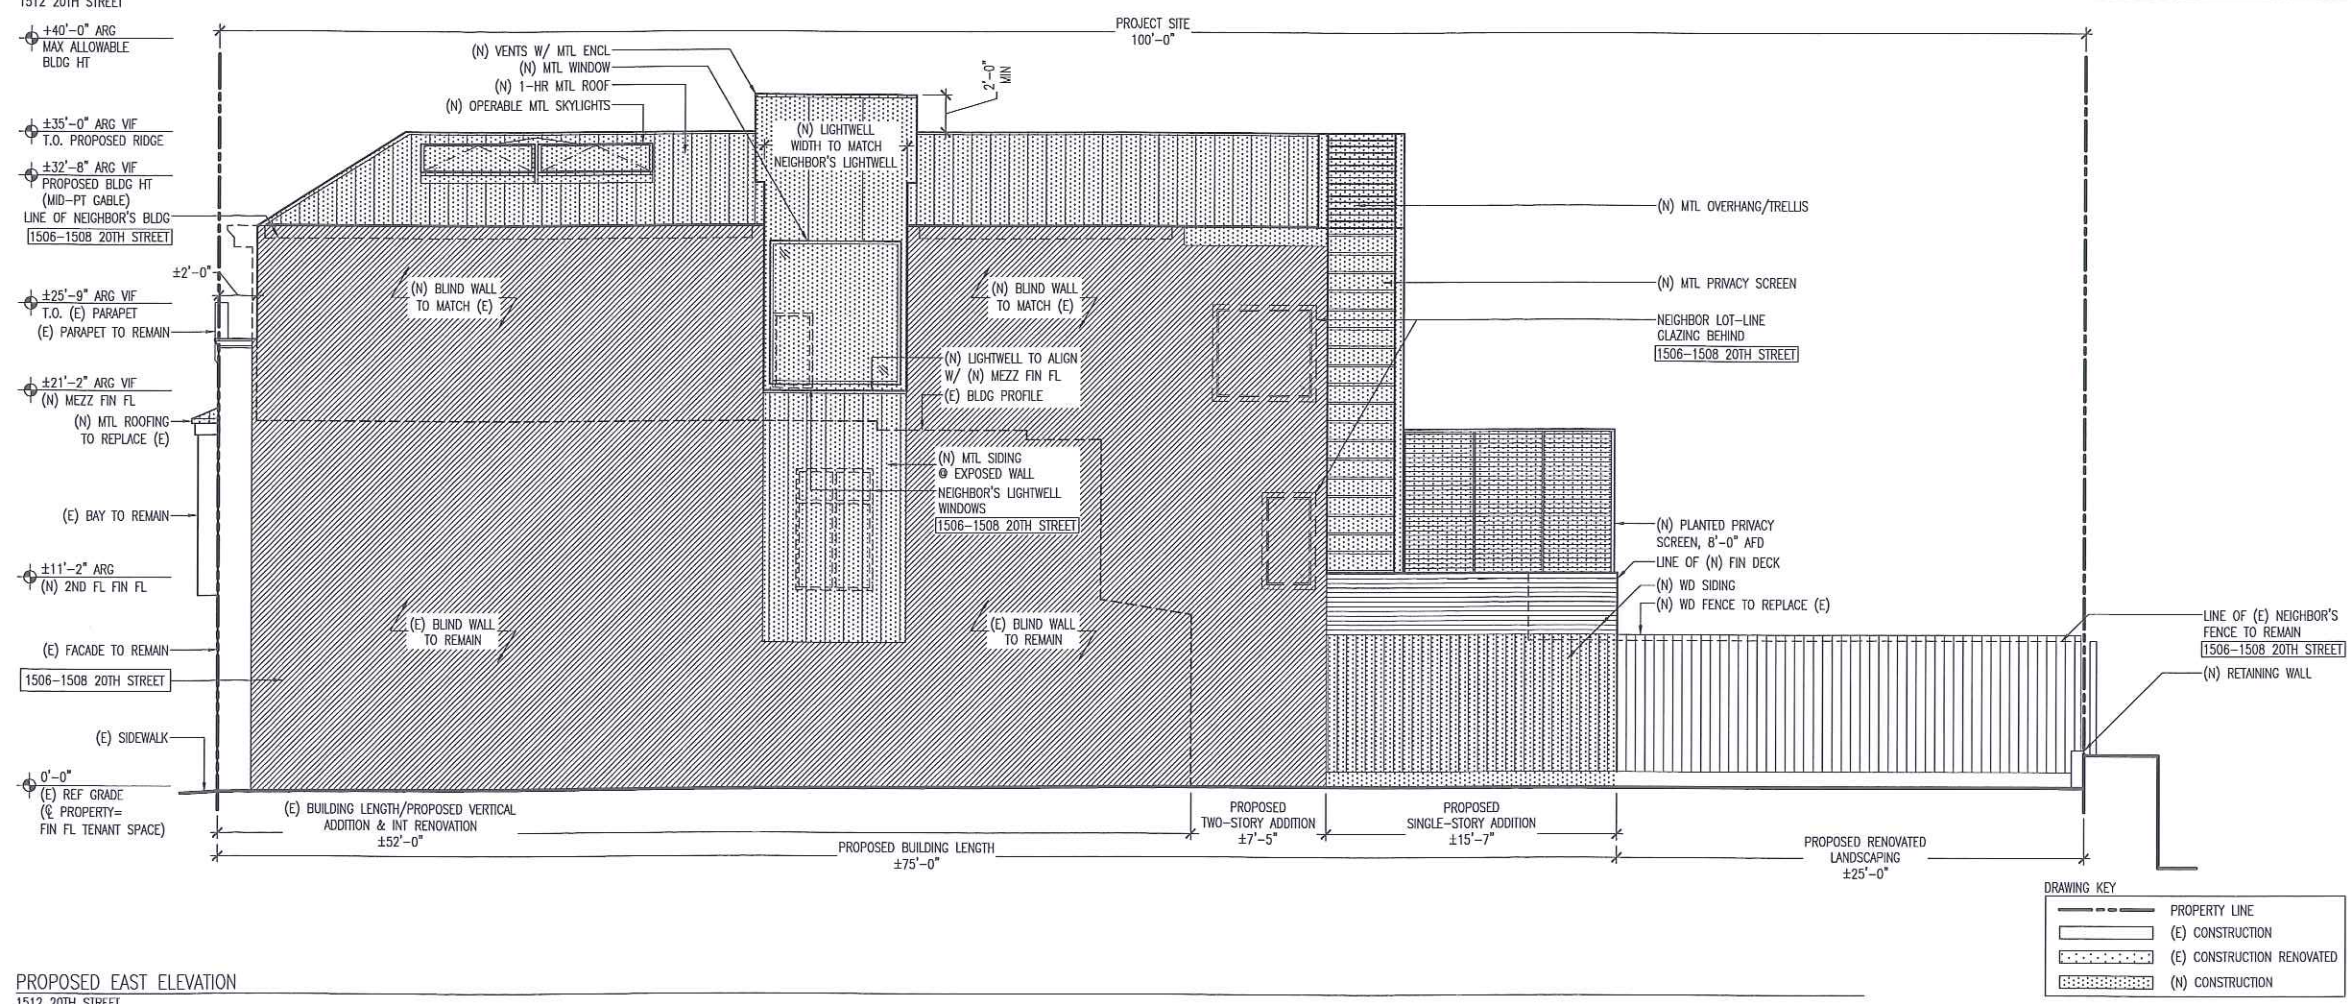 1512 20TH STREET
+40'-0" ARG
MAX ALLOWABLE
BLDG HT
±35'-0" ARG VIF
T.O. PROPOSED RIDGE
±32'-8" ARG VIF
PROPOSED BLDG HT
(MID-PT GABLE)
LINE OF NEIGHBOR'S BLDG
1506-1508 20TH STREET
±2'-0"
±25'-9" ARG VIF
T.O. (E) PARAPET
(E) PARAPET TO REMAIN
±21'-2" ARG VIF
(N) MEZZ FIN FL
(N) MTL ROOFING
TO REPLACE (E)
(E) BAY TO REMAIN
±11'-2" ARG
(N) 2ND FL FIN FL
(E) FACADE TO REMAIN
1506-1508 20TH STREET
(E) SIDEWALK
0'-0"
(E) REF GRADE
(℄ PROPERTY=
FIN FL TENANT SPACE)
PROJECT SITE
100'-0"
(N) VENTS W/ MTL ENCL
(N) MTL WINDOW
(N) 1-HR MTL ROOF
(N) OPERABLE MTL SKYLIGHTS
2'-0"
MIN
(N) LIGHTWELL
WIDTH TO MATCH
NEIGHBOR'S LIGHTWELL
(N) BLIND WALL
TO MATCH (E)
(N) BLIND WALL
TO MATCH (E)
(N) LIGHTWELL TO ALIGN
W/ (N) MEZZ FIN FL
(E) BLDG PROFILE
(N) MTL SIDING
@ EXPOSED WALL
NEIGHBOR'S LIGHTWELL
WINDOWS
1506-1508 20TH STREET
(E) BLIND WALL
TO REMAIN
(E) BLIND WALL
TO REMAIN
(N) MTL OVERHANG/TRELLIS
(N) MTL PRIVACY SCREEN
NEIGHBOR LOT-LINE
GLAZING BEHIND
1506-1508 20TH STREET
(N) PLANTED PRIVACY
SCREEN, 8'-0" AFD
LINE OF (N) FIN DECK
(N) WD SIDING
(N) WD FENCE TO REPLACE (E)
LINE OF (E) NEIGHBOR'S
FENCE TO REMAIN
1506-1508 20TH STREET
(N) RETAINING WALL
(E) BUILDING LENGTH/PROPOSED VERTICAL
ADDITION & INT RENOVATION
±52'-0"
PROPOSED
TWO-STORY ADDITION
±7'-5"
PROPOSED
SINGLE-STORY ADDITION
±15'-7"
PROPOSED BUILDING LENGTH
±75'-0"
PROPOSED RENOVATED
LANDSCAPING
±25'-0"
DRAWING KEY
PROPERTY LINE
(E) CONSTRUCTION
(E) CONSTRUCTION RENOVATED
(N) CONSTRUCTION
PROPOSED EAST ELEVATION
1512 20TH STREET